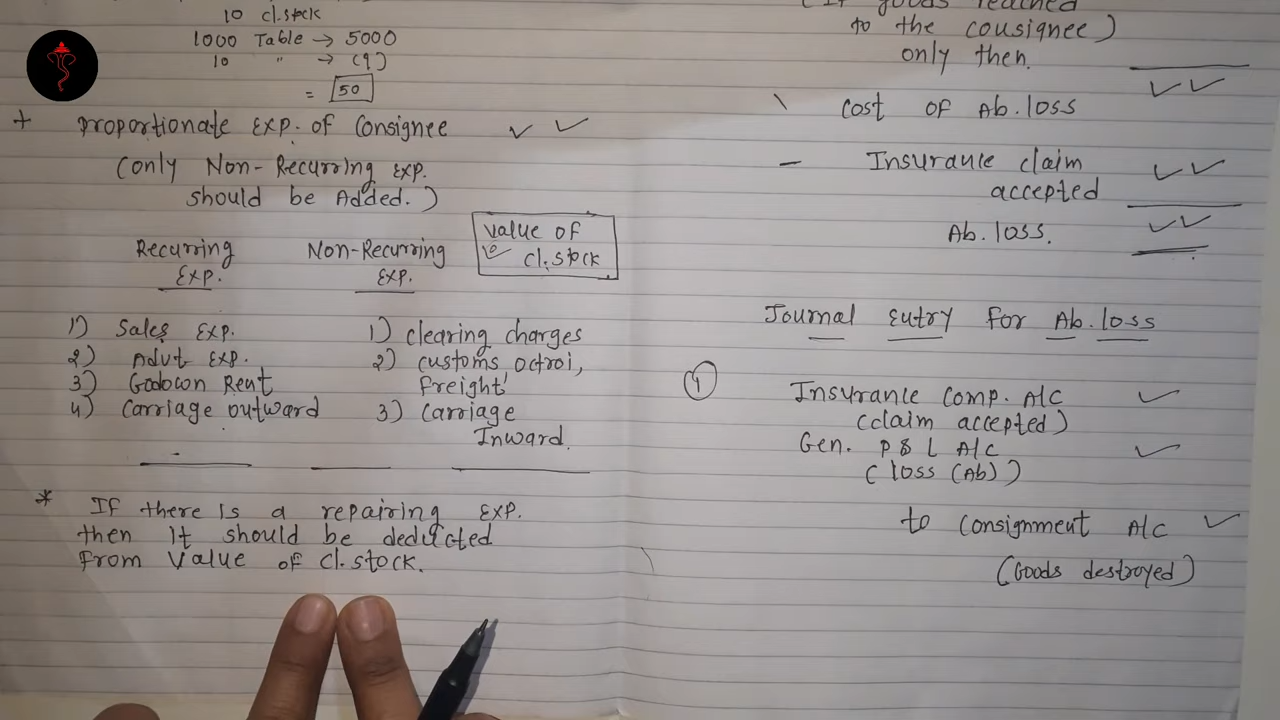 10 cl.stock
1000 Table → 5000
10 " → (?)
= 50
+ Proportionate Exp. of Consignee
(only Non-Recurring Exp.
should be Added.)
Recurring Exp.
1) Sales Exp.
2) Advt Exp.
3) Godown Rent
4) Carriage outward
Non-Recurring Exp.
1) clearing charges
2) customs octroi,
freight
3) Carriage
Inward
Value of
cl.stock
* If there is a repairing Exp.
then it should be deducted
from Value of cl.stock.
(If goods reached
to the consignee)
only then.
Cost of Ab.loss
- Insurance claim
accepted
Ab.loss.
Journal entry for Ab.loss
1 Insurance Comp. A/C
(claim accepted)
Gen. P & L A/C
(loss (Ab))
to consignment A/C
(Goods destroyed)